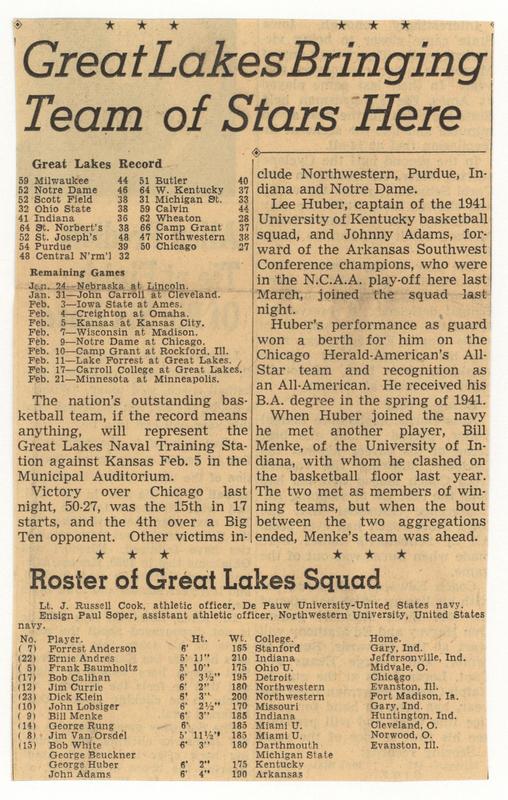 Great Lakes Bringing
Team of Stars Here
Great Lakes Record
59 Milwaukee 44 51 Butler 40
52 Notre Dame 46 64 W. Kentucky 37
52 Scott Field 38 31 Michigan St. 33
32 Ohio State 38 59 Calvin 44
41 Indiana 36 62 Wheaton 28
64 St. Norbert's 38 66 Camp Grant 37
52 St. Joseph's 48 47 Northwestern 38
54 Purdue 39 50 Chicago 27
48 Central N'rm'l 32
Remaining Games
Jan. 24—Nebraska at Lincoln.
Jan. 31—John Carroll at Cleveland.
Feb. 3—Iowa State at Ames.
Feb. 4—Creighton at Omaha.
Feb. 5—Kansas at Kansas City.
Feb. 7—Wisconsin at Madison.
Feb. 9—Notre Dame at Chicago.
Feb. 10—Camp Grant at Rockford, Ill.
Feb. 11—Lake Forrest at Great Lakes.
Feb. 17—Carroll College at Great Lakes.
Feb. 21—Minnesota at Minneapolis.
The nation's outstanding bas-
ketball team, if the record means
anything, will represent the
Great Lakes Naval Training Sta-
tion against Kansas Feb. 5 in the
Municipal Auditorium.
Victory over Chicago last
night, 50-27, was the 15th in 17
starts, and the 4th over a Big
Ten opponent. Other victims in-
clude Northwestern, Purdue, In-
diana and Notre Dame.
Lee Huber, captain of the 1941
University of Kentucky basketball
squad, and Johnny Adams, for-
ward of the Arkansas Southwest
Conference champions, who were
in the N.C.A.A. play-off here last
March, joined the squad last
night.
Huber's performance as guard
won a berth for him on the
Chicago Herald-American's All-
Star team and recognition as
an All-American. He received his
B.A. degree in the spring of 1941.
When Huber joined the navy
he met another player, Bill
Menke, of the University of In-
diana, with whom he clashed on
the basketball floor last year.
The two met as members of win-
ning teams, but when the bout
between the two aggregations
ended, Menke's team was ahead.
Roster of Great Lakes Squad
Lt. J. Russell Cook, athletic officer, De Pauw University-United States navy.
Ensign Paul Soper, assistant athletic officer, Northwestern University, United States
navy.
No. Player. Ht. Wt. College. Home.
( 7) Forrest Anderson 6' 165 Stanford Gary, Ind.
(22) Ernie Andres 5' 11" 210 Indiana Jeffersonville, Ind.
( 5) Frank Baumholtz 5' 10" 175 Ohio U. Midvale, O.
(17) Bob Calihan 6' 3½" 195 Detroit Chicago
(12) Jim Currie 6' 2" 180 Northwestern Evanston, Ill.
(23) Dick Klein 6' 3" 200 Northwestern Fort Madison, Ia.
(10) John Lobsiger 6' 2½" 170 Missouri Gary, Ind.
( 9) Bill Menke 6' 3" 185 Indiana Huntington, Ind.
(14) George Rung 6' 185 Miami U. Cleveland, O.
( 8) Jim Van Orsdel 5' 11½" 185 Miami U. Norwood, O.
(15) Bob White 6' 3" 180 Darthmouth Evanston, Ill.
George Beuckner Michigan State
George Huber 6' 2" 175 Kentucky
John Adams 6' 4" 190 Arkansas